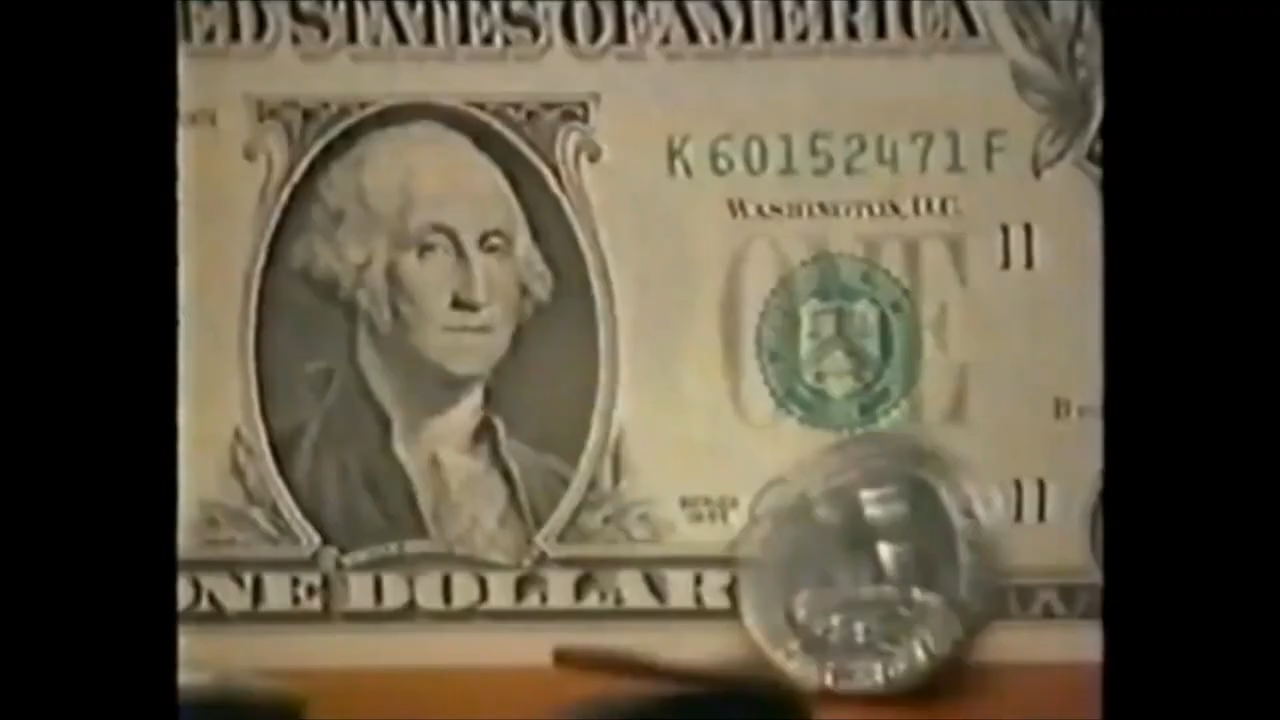 ED STATES OF AMERICA
K 60152471 F
WASHINGTON, D.C.
ONE
11
11
ONE DOLLAR